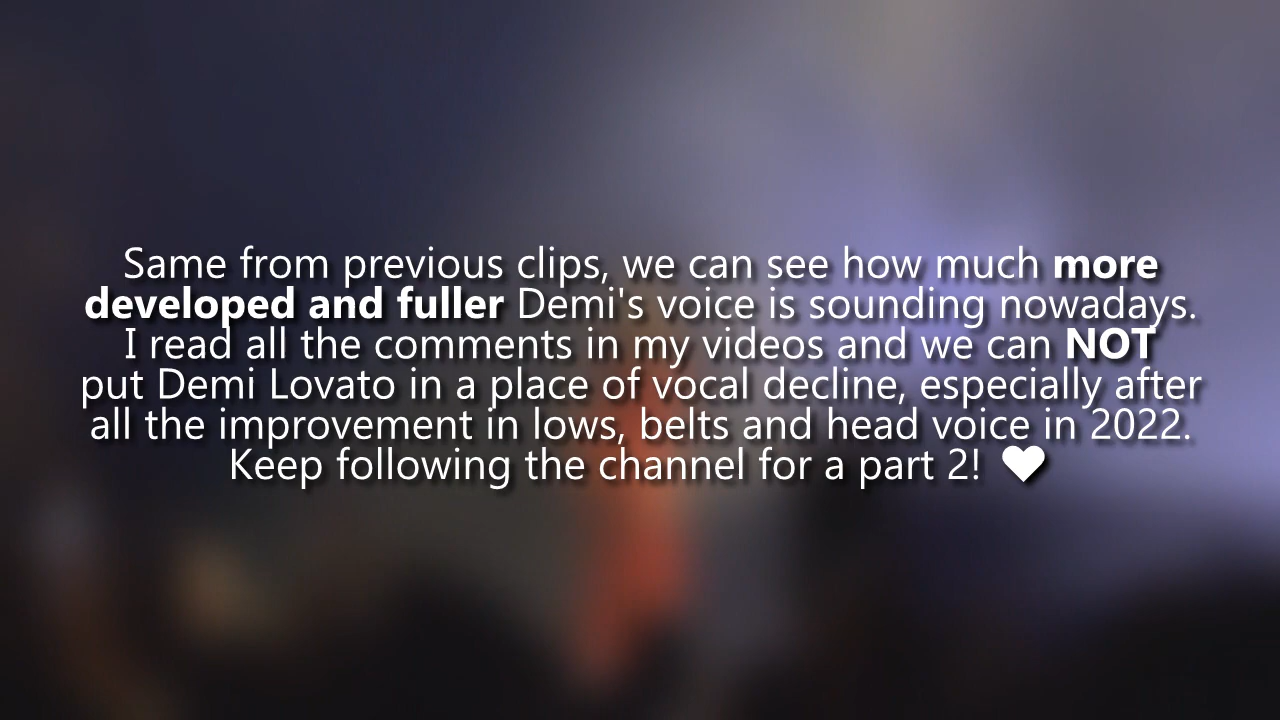 Same from previous clips, we can see how much more
developed and fuller Demi's voice is sounding nowadays.
I read all the comments in my videos and we can NOT
put Demi Lovato in a place of vocal decline, especially after
all the improvement in lows, belts and head voice in 2022.
Keep following the channel for a part 2! ♥